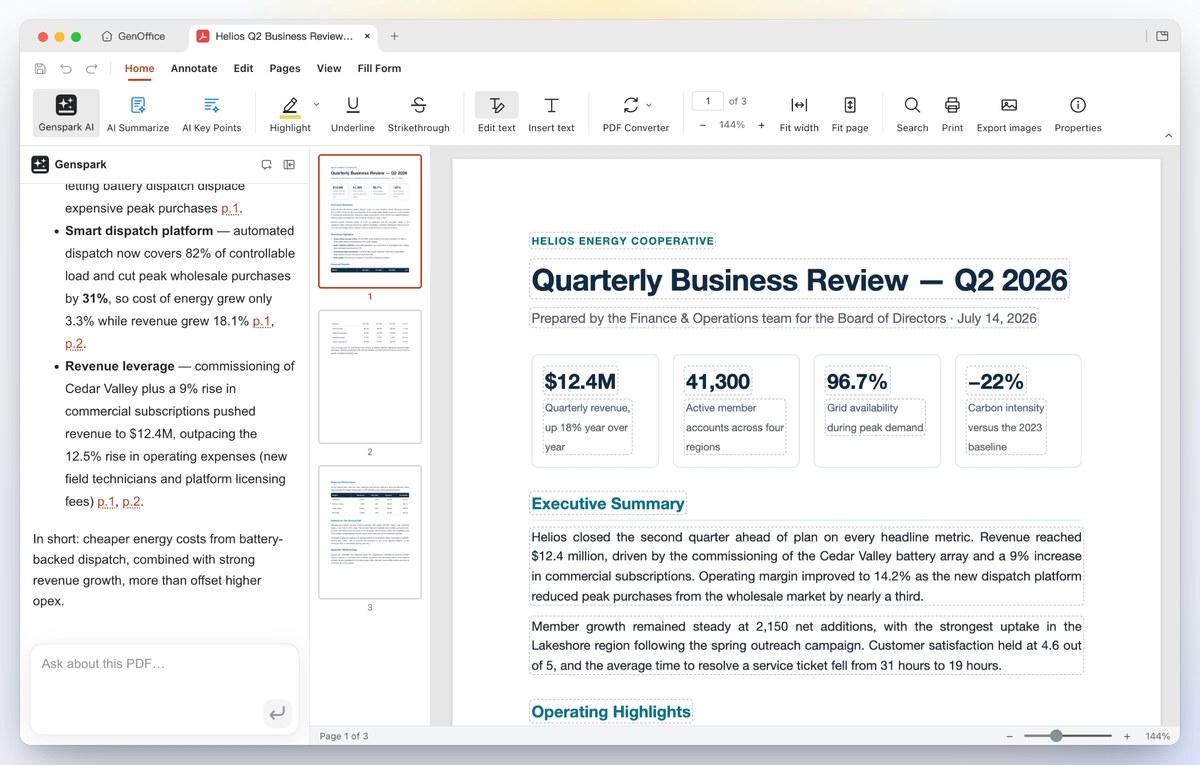 GenOffice
Helios Q2 Business Review...
Home
Annotate
Edit
Pages
View
Fill Form
Genspark AI
AI Summarize
AI Key Points
Highlight
Underline
Strikethrough
Edit text
Insert text
PDF Converter
1 of 3
144%
Fit width
Fit page
Search
Print
Export images
Properties
Genspark
battery dispatch displace
peak purchases p.1.
platform — automated
now covers 82% of controllable
load and cut peak wholesale purchases
by 31%, so cost of energy grew only
3.3% while revenue grew 18.1% p.1,
p.2.
Revenue leverage — commissioning of
Cedar Valley plus a 9% rise in
commercial subscriptions pushed
revenue to $12.4M, outpacing the
12.5% rise in operating expenses (new
field technicians and platform licensing
In short, energy costs from battery-
backed dispatch, combined with strong
revenue growth, more than offset higher
opex.
Ask about this PDF...
Quarterly Business Review — Q2 2026
1
2
3
HELIOS ENERGY COOPERATIVE
Quarterly Business Review — Q2 2026
Prepared by the Finance & Operations team for the Board of Directors · July 14, 2026
$12.4M
Quarterly revenue,
up 18% year over
year
41,300
Active member
accounts across four
regions
96.7%
Grid availability
during peak demand
−22%
Carbon intensity
versus the 2023
baseline
Executive Summary
Helios closed the second quarter ahead of plan on every headline metric. Revenue reached
$12.4 million, driven by the commissioning of the Cedar Valley battery array and a 9% increase
in commercial subscriptions. Operating margin improved to 14.2% as the new dispatch platform
reduced peak purchases from the wholesale market by nearly a third.
Member growth remained steady at 2,150 net additions, with the strongest uptake in the
Lakeshore region following the spring outreach campaign. Customer satisfaction held at 4.6 out
of 5, and the average time to resolve a service ticket fell from 31 hours to 19 hours.
Operating Highlights
Page 1 of 3
144%